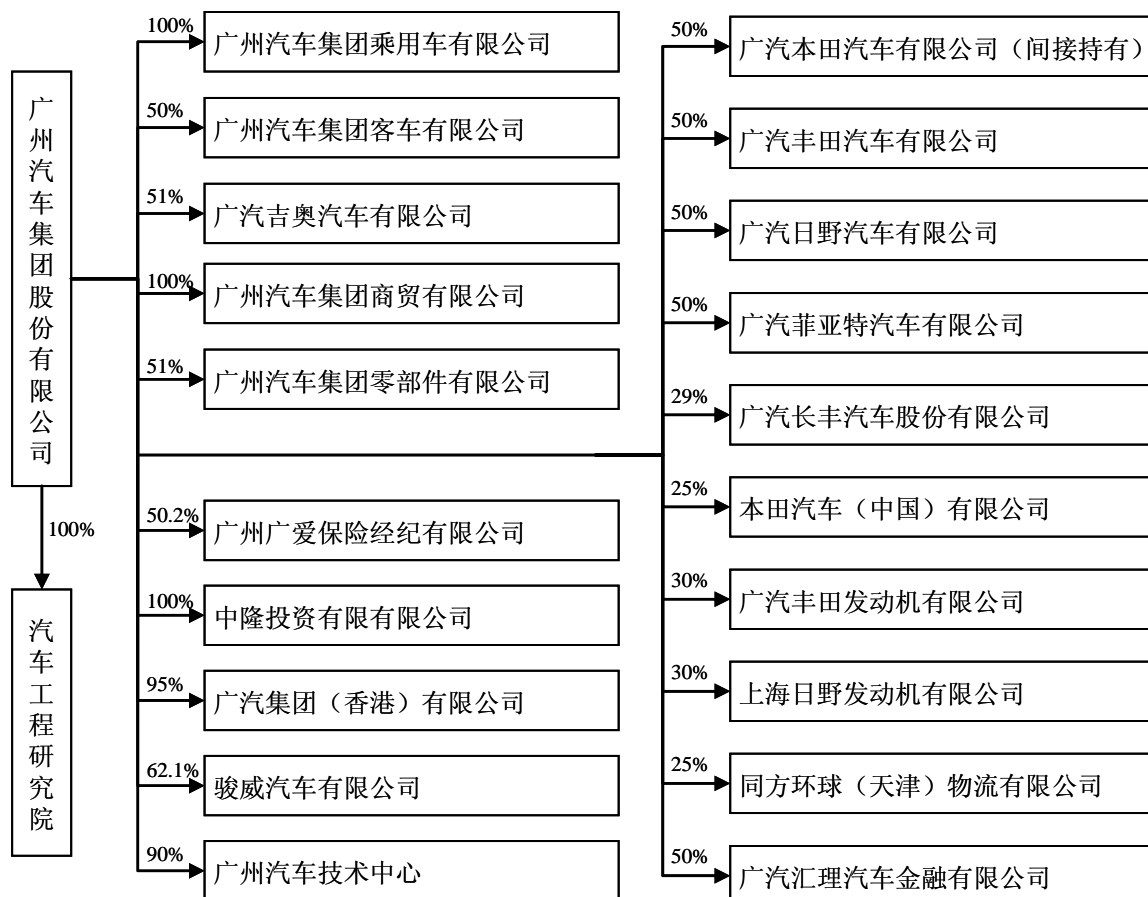 广州汽车集团股份有限公司
100%
汽车工程研究院
100%
广州汽车集团乘用车有限公司
50%
广州汽车集团客车有限公司
51%
广汽吉奥汽车有限公司
100%
广州汽车集团商贸有限公司
51%
广州汽车集团零部件有限公司
50.2%
广州广爱保险经纪有限公司
100%
中隆投资有限有限公司
95%
广汽集团（香港）有限公司
62.1%
骏威汽车有限公司
90%
广州汽车技术中心
50%
广汽本田汽车有限公司（间接持有）
50%
广汽丰田汽车有限公司
50%
广汽日野汽车有限公司
50%
广汽菲亚特汽车有限公司
29%
广汽长丰汽车股份有限公司
25%
本田汽车（中国）有限公司
30%
广汽丰田发动机有限公司
30%
上海日野发动机有限公司
25%
同方环球（天津）物流有限公司
50%
广汽汇理汽车金融有限公司